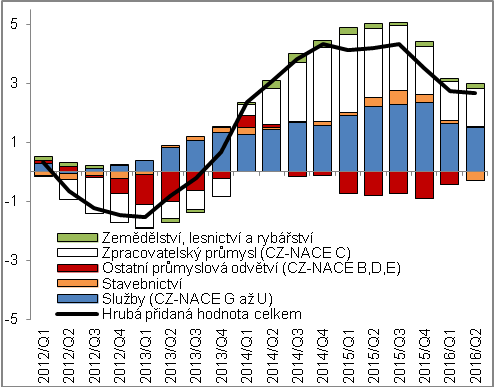 5
3
1
-1
-3
-5
Zemědělství, lesnictví a rybářství
Zpracovatelský průmysl (CZ-NACE C)
Ostatní průmyslová odvětví (CZ-NACE B,D,E)
Stavebnictví
Služby (CZ-NACE G až U)
Hrubá přidaná hodnota celkem
2012/Q1
2012/Q2
2012/Q3
2012/Q4
2013/Q1
2013/Q2
2013/Q3
2013/Q4
2014/Q1
2014/Q2
2014/Q3
2014/Q4
2015/Q1
2015/Q2
2015/Q3
2015/Q4
2016/Q1
2016/Q2